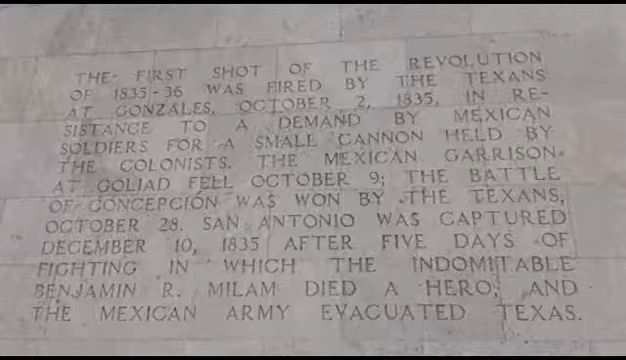 THE FIRST SHOT OF THE REVOLUTION
OF 1835-36 WAS FIRED BY THE TEXANS
AT GONZALES, OCTOBER 2, 1835, IN RE-
SISTANCE TO A DEMAND BY MEXICAN
SOLDIERS FOR A SMALL CANNON HELD BY
THE COLONISTS. THE MEXICAN GARRISON
AT GOLIAD FELL OCTOBER 9; THE BATTLE
OF CONCEPCIÓN WAS WON BY THE TEXANS,
OCTOBER 28. SAN ANTONIO WAS CAPTURED
DECEMBER 10, 1835 AFTER FIVE DAYS OF
FIGHTING IN WHICH THE INDOMITABLE
BENJAMIN R. MILAM DIED A HERO, AND
THE MEXICAN ARMY EVACUATED TEXAS.